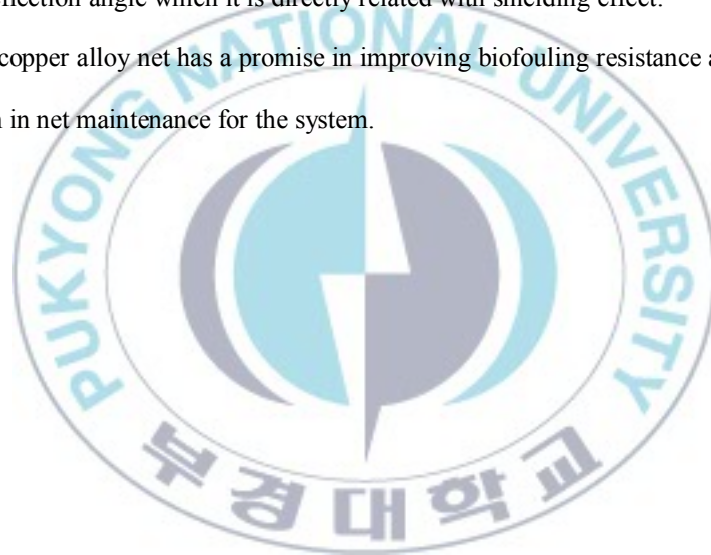 flection angle which it is directly related with shielding effect.
copper alloy net has a promise in improving biofouling resistance a
in net maintenance for the system.
PUKYONG NATIONAL UNIVERSITY
부경대학교